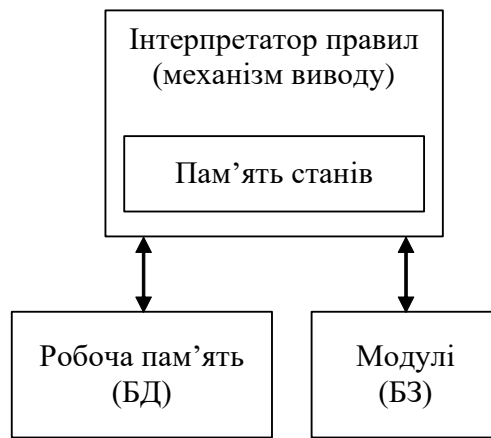 Інтерпретатор правил
(механізм виводу)
Пам’ять станів
Робоча пам’ять
(БД)
Модулі
(БЗ)